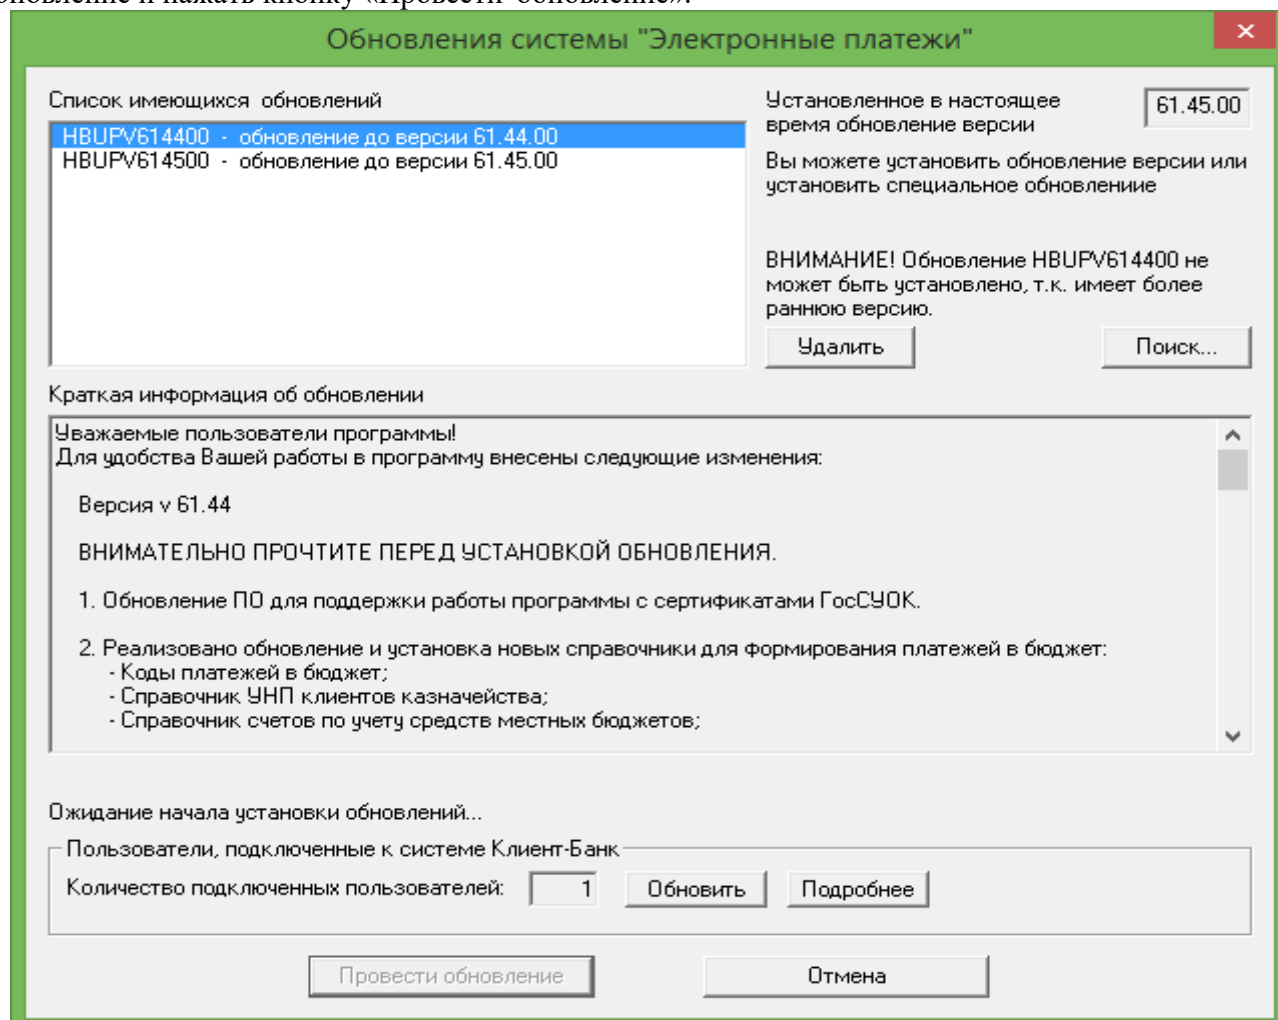 новление и нажать кнопку «Провести обновление».
Обновления системы "Электронные платежи"
Список имеющихся обновлений
HBUPV614400 - обновление до версии 61.44.00
HBUPV614500 - обновление до версии 61.45.00
Установленное в настоящее
время обновление версии
61.45.00
Вы можете установить обновление версии или
установить специальное обновлениие
ВНИМАНИЕ! Обновление HBUPV614400 не
может быть установлено, т.к. имеет более
раннюю версию.
Удалить
Поиск...
Краткая информация об обновлении
Уважаемые пользователи программы!
Для удобства Вашей работы в программу внесены следующие изменения:
Версия v 61.44
ВНИМАТЕЛЬНО ПРОЧТИТЕ ПЕРЕД УСТАНОВКОЙ ОБНОВЛЕНИЯ.
1. Обновление ПО для поддержки работы программы с сертификатами ГосСУОК.
2. Реализовано обновление и установка новых справочники для формирования платежей в бюджет:
- Коды платежей в бюджет;
- Справочник УНП клиентов казначейства;
- Справочник счетов по учету средств местных бюджетов;
Ожидание начала установки обновлений...
Пользователи, подключенные к системе Клиент-Банк
Количество подключенных пользователей:
1
Обновить
Подробнее
Провести обновление
Отмена